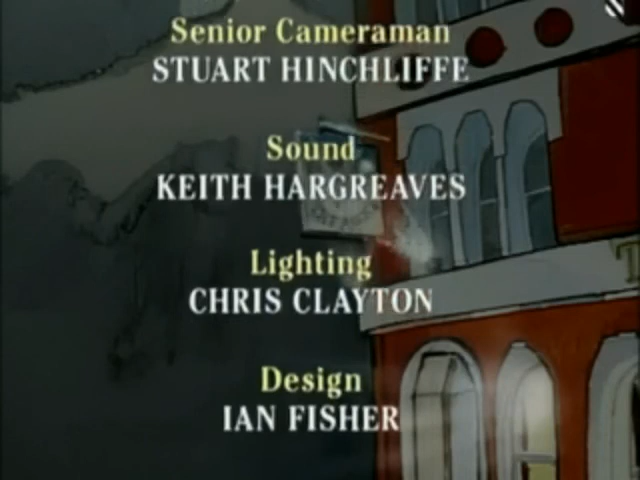 Senior Cameraman
STUART HINCHLIFFE
Sound
KEITH HARGREAVES
Lighting
CHRIS CLAYTON
Design
IAN FISHER